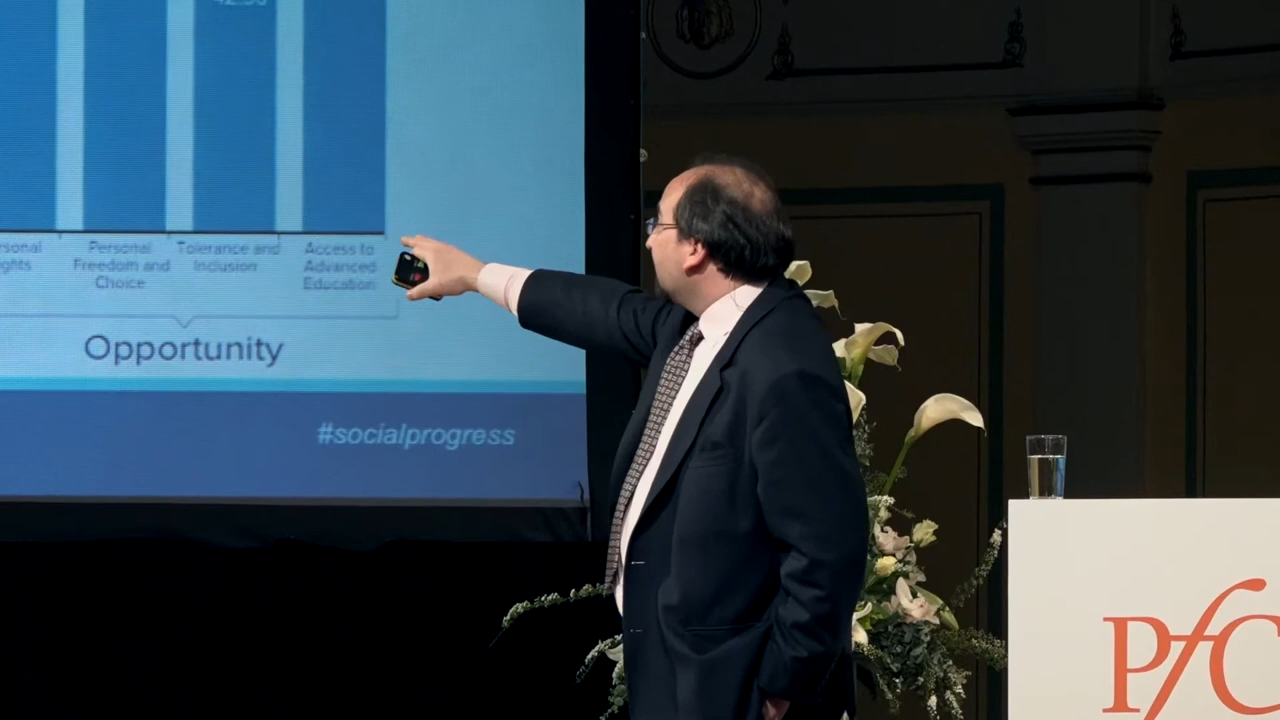 Personal
Freedom and
Choice
Tolerance and
Inclusion
Access to
Advanced
Education
Opportunity
#socialprogress
PfC